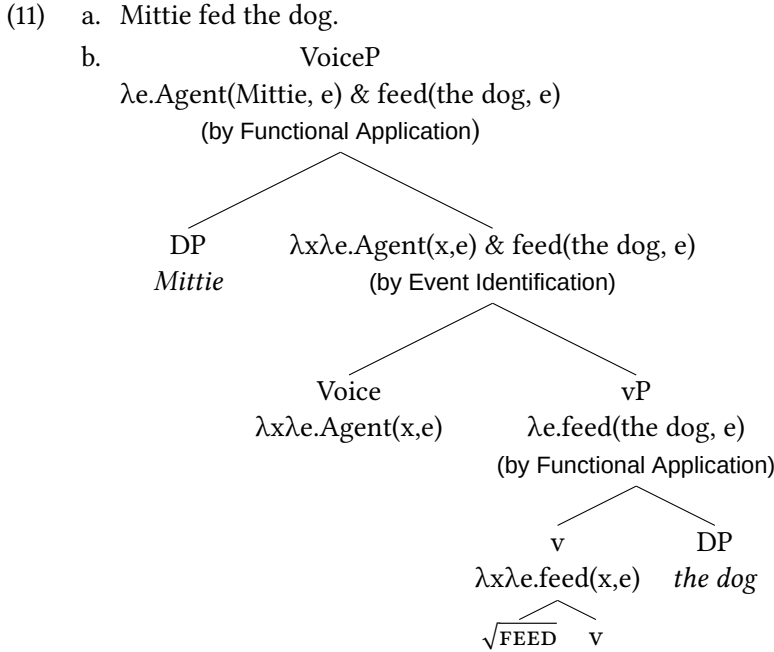 (11) a. Mittie fed the dog.
b. VoiceP
λe.Agent(Mittie, e) & feed(the dog, e)
(by Functional Application)
DP λxλe.Agent(x,e) & feed(the dog, e)
Mittie (by Event Identification)
Voice vP
λxλe.Agent(x,e) λe.feed(the dog, e)
(by Functional Application)
v DP
λxλe.feed(x,e) the dog
√FEED v